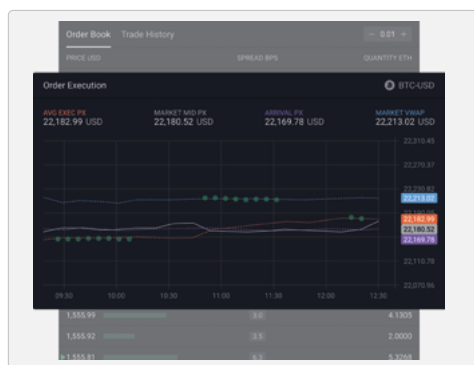 Order Book Trade History − 0.01 +
PRICE USD SPREAD BPS QUANTITY ETH
Order Execution BTC-USD
AVG EXEC PX MARKET MID PX ARRIVAL PX MARKET VWAP
22,182.99 USD 22,180.52 USD 22,169.78 USD 22,213.02 USD
22,310.45
22,270.37
22,230.92
22,213.02
22,182.99
22,180.52
22,169.78
22,110.78
22,070.96
09:30 10:00 10:30 11:00 11:30 12:00 12:30
1,555.99 3.0 4.1305
1,555.92 3.5 2.0000
1,555.81 6.3 5.3268